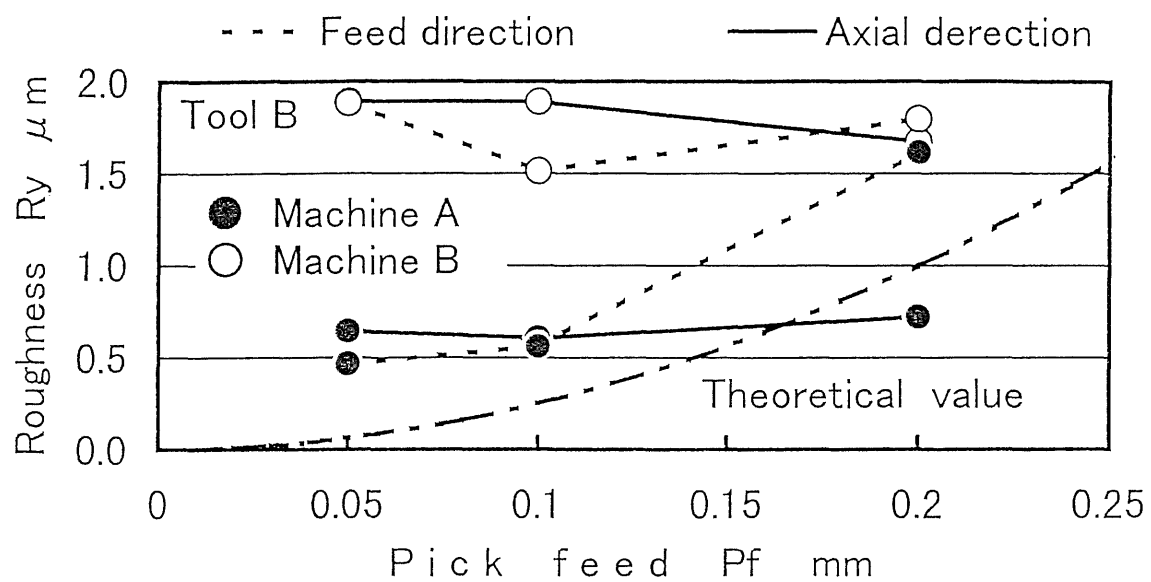 Feed direction
Axial derection
Roughness Ry μm
2.0
1.5
1.0
0.5
0.0
Tool B
Machine A
Machine B
Theoretical value
0 0.05 0.1 0.15 0.2 0.25
Pick feed Pf mm